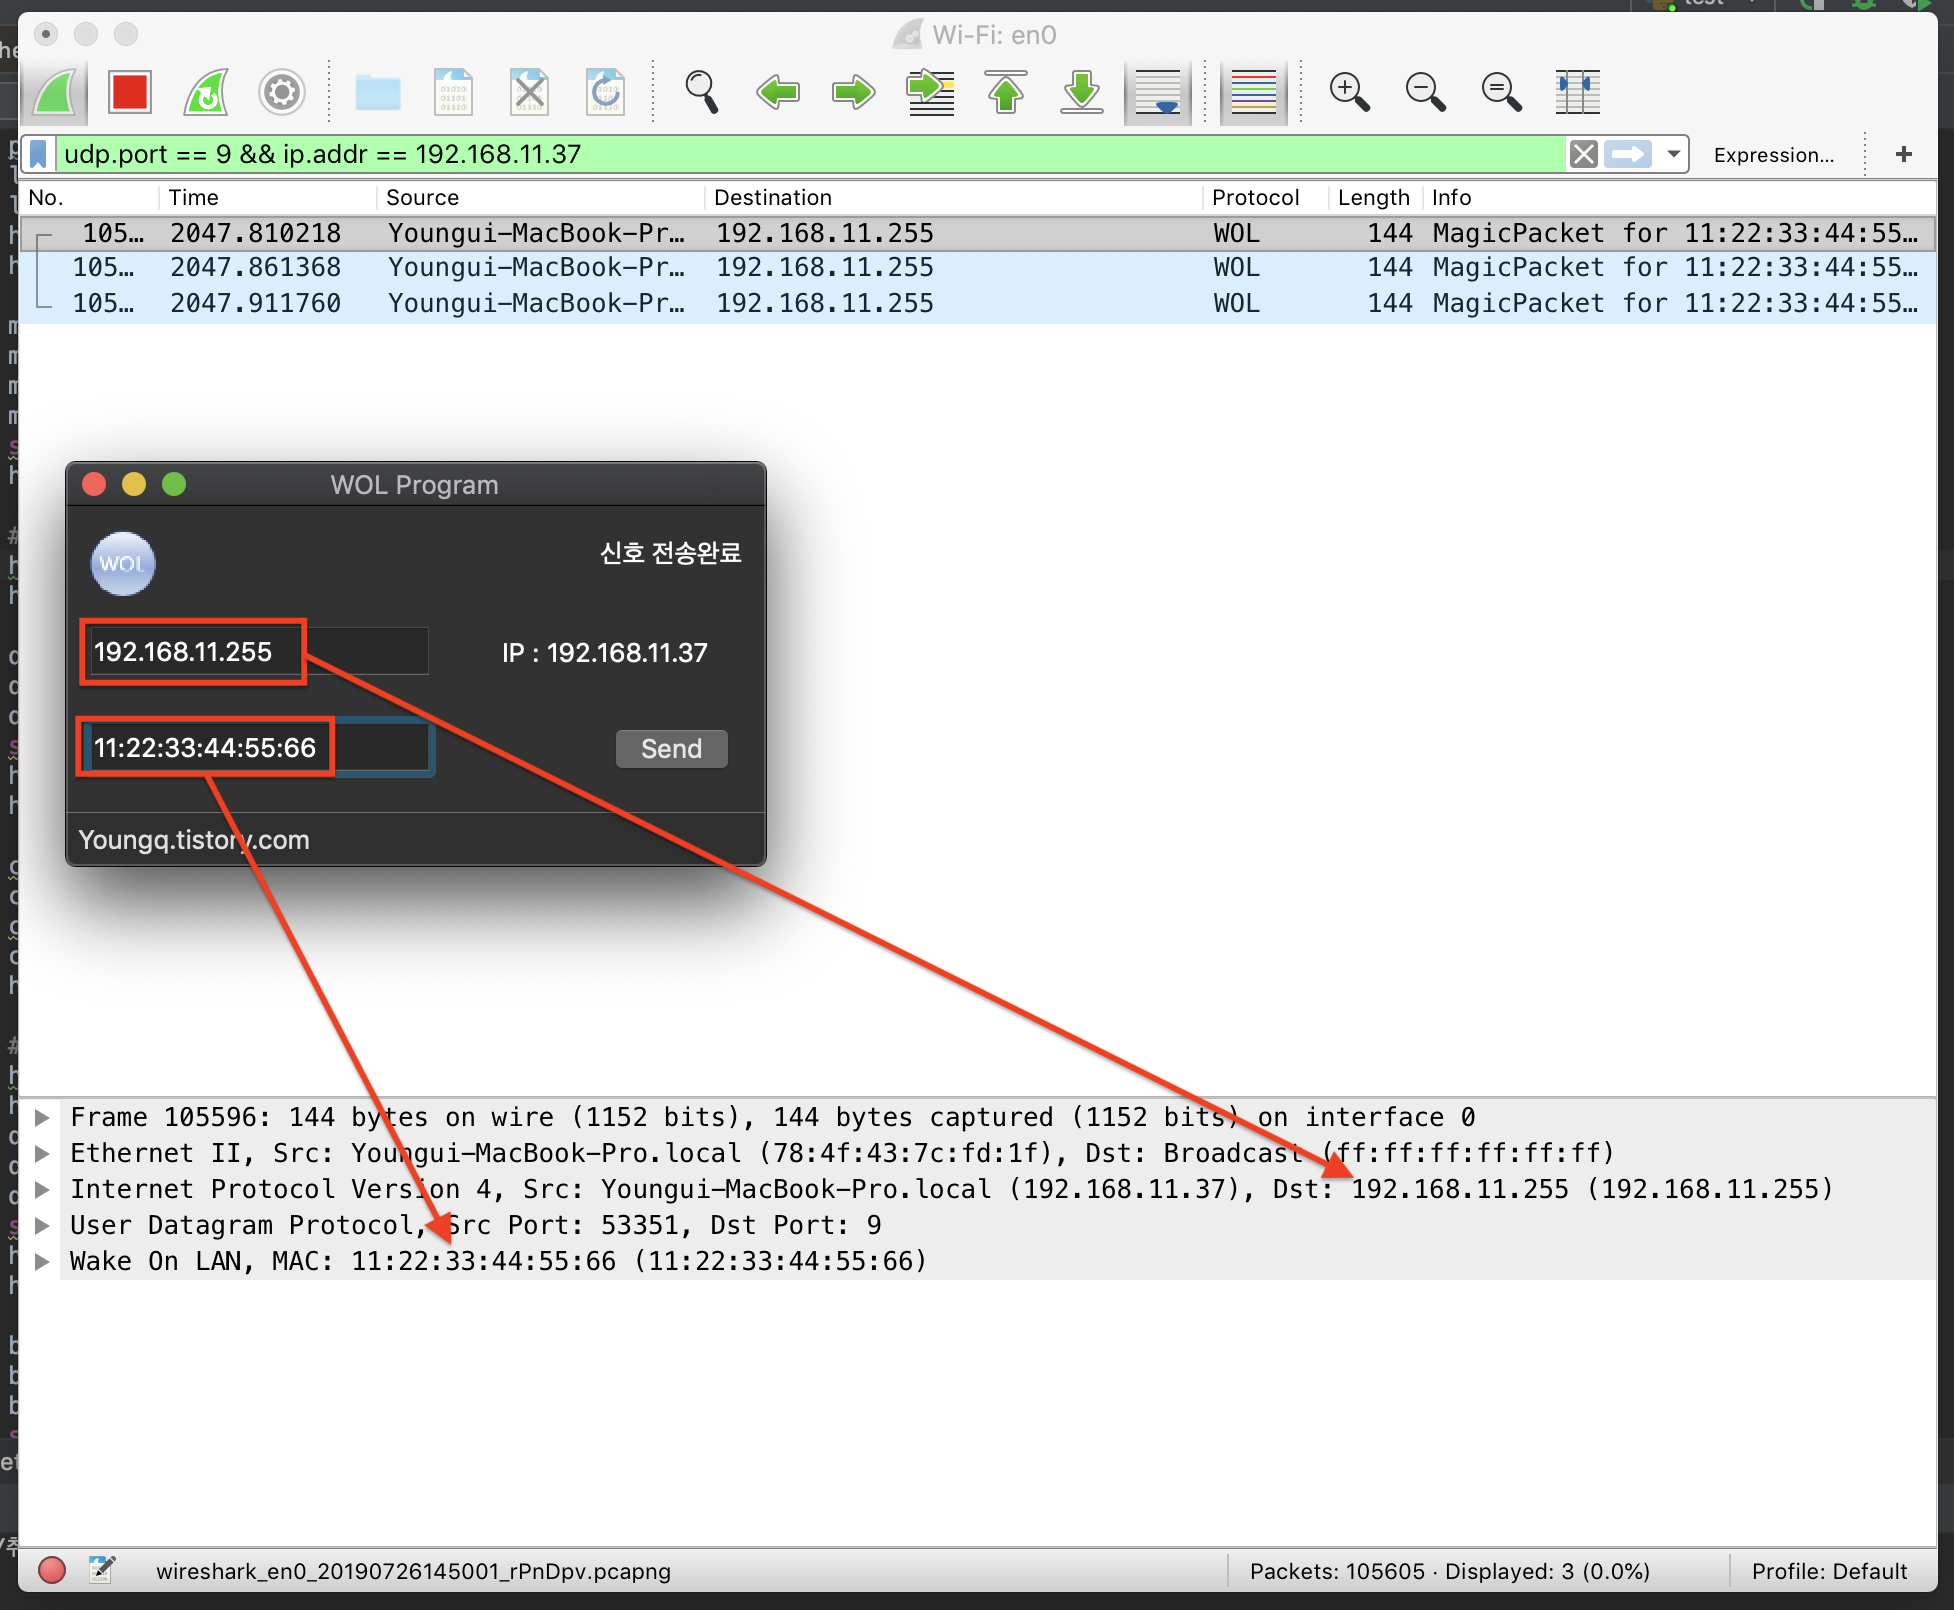 test
Wi-Fi: en0
udp.port == 9 && ip.addr == 192.168.11.37
Expression...
+
No. Time Source Destination Protocol Length Info
105… 2047.810218 Youngui-MacBook-Pr… 192.168.11.255 WOL 144 MagicPacket for 11:22:33:44:55…
105… 2047.861368 Youngui-MacBook-Pr… 192.168.11.255 WOL 144 MagicPacket for 11:22:33:44:55…
105… 2047.911760 Youngui-MacBook-Pr… 192.168.11.255 WOL 144 MagicPacket for 11:22:33:44:55…
WOL Program
WOL
신호 전송완료
192.168.11.255
IP : 192.168.11.37
11:22:33:44:55:66
Send
Youngq.tistory.com
Frame 105596: 144 bytes on wire (1152 bits), 144 bytes captured (1152 bits) on interface 0
Ethernet II, Src: Youngui-MacBook-Pro.local (78:4f:43:7c:fd:1f), Dst: Broadcast (ff:ff:ff:ff:ff:ff)
Internet Protocol Version 4, Src: Youngui-MacBook-Pro.local (192.168.11.37), Dst: 192.168.11.255 (192.168.11.255)
User Datagram Protocol, Src Port: 53351, Dst Port: 9
Wake On LAN, MAC: 11:22:33:44:55:66 (11:22:33:44:55:66)
wireshark_en0_20190726145001_rPnDpv.pcapng
Packets: 105605 · Displayed: 3 (0.0%)
Profile: Default